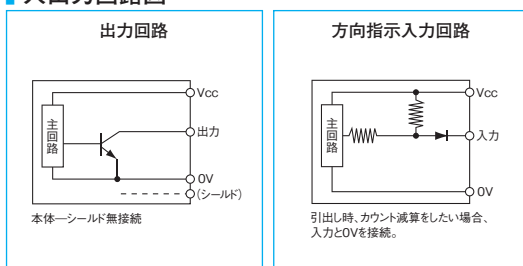 入出力回路図
出力回路
Vcc
主回路
出力
0V
(シールド)
本体―シールド無接続
方向指示入力回路
Vcc
主回路
入力
0V
引出し時、カウント減算をしたい場合、
入力と0Vを接続。